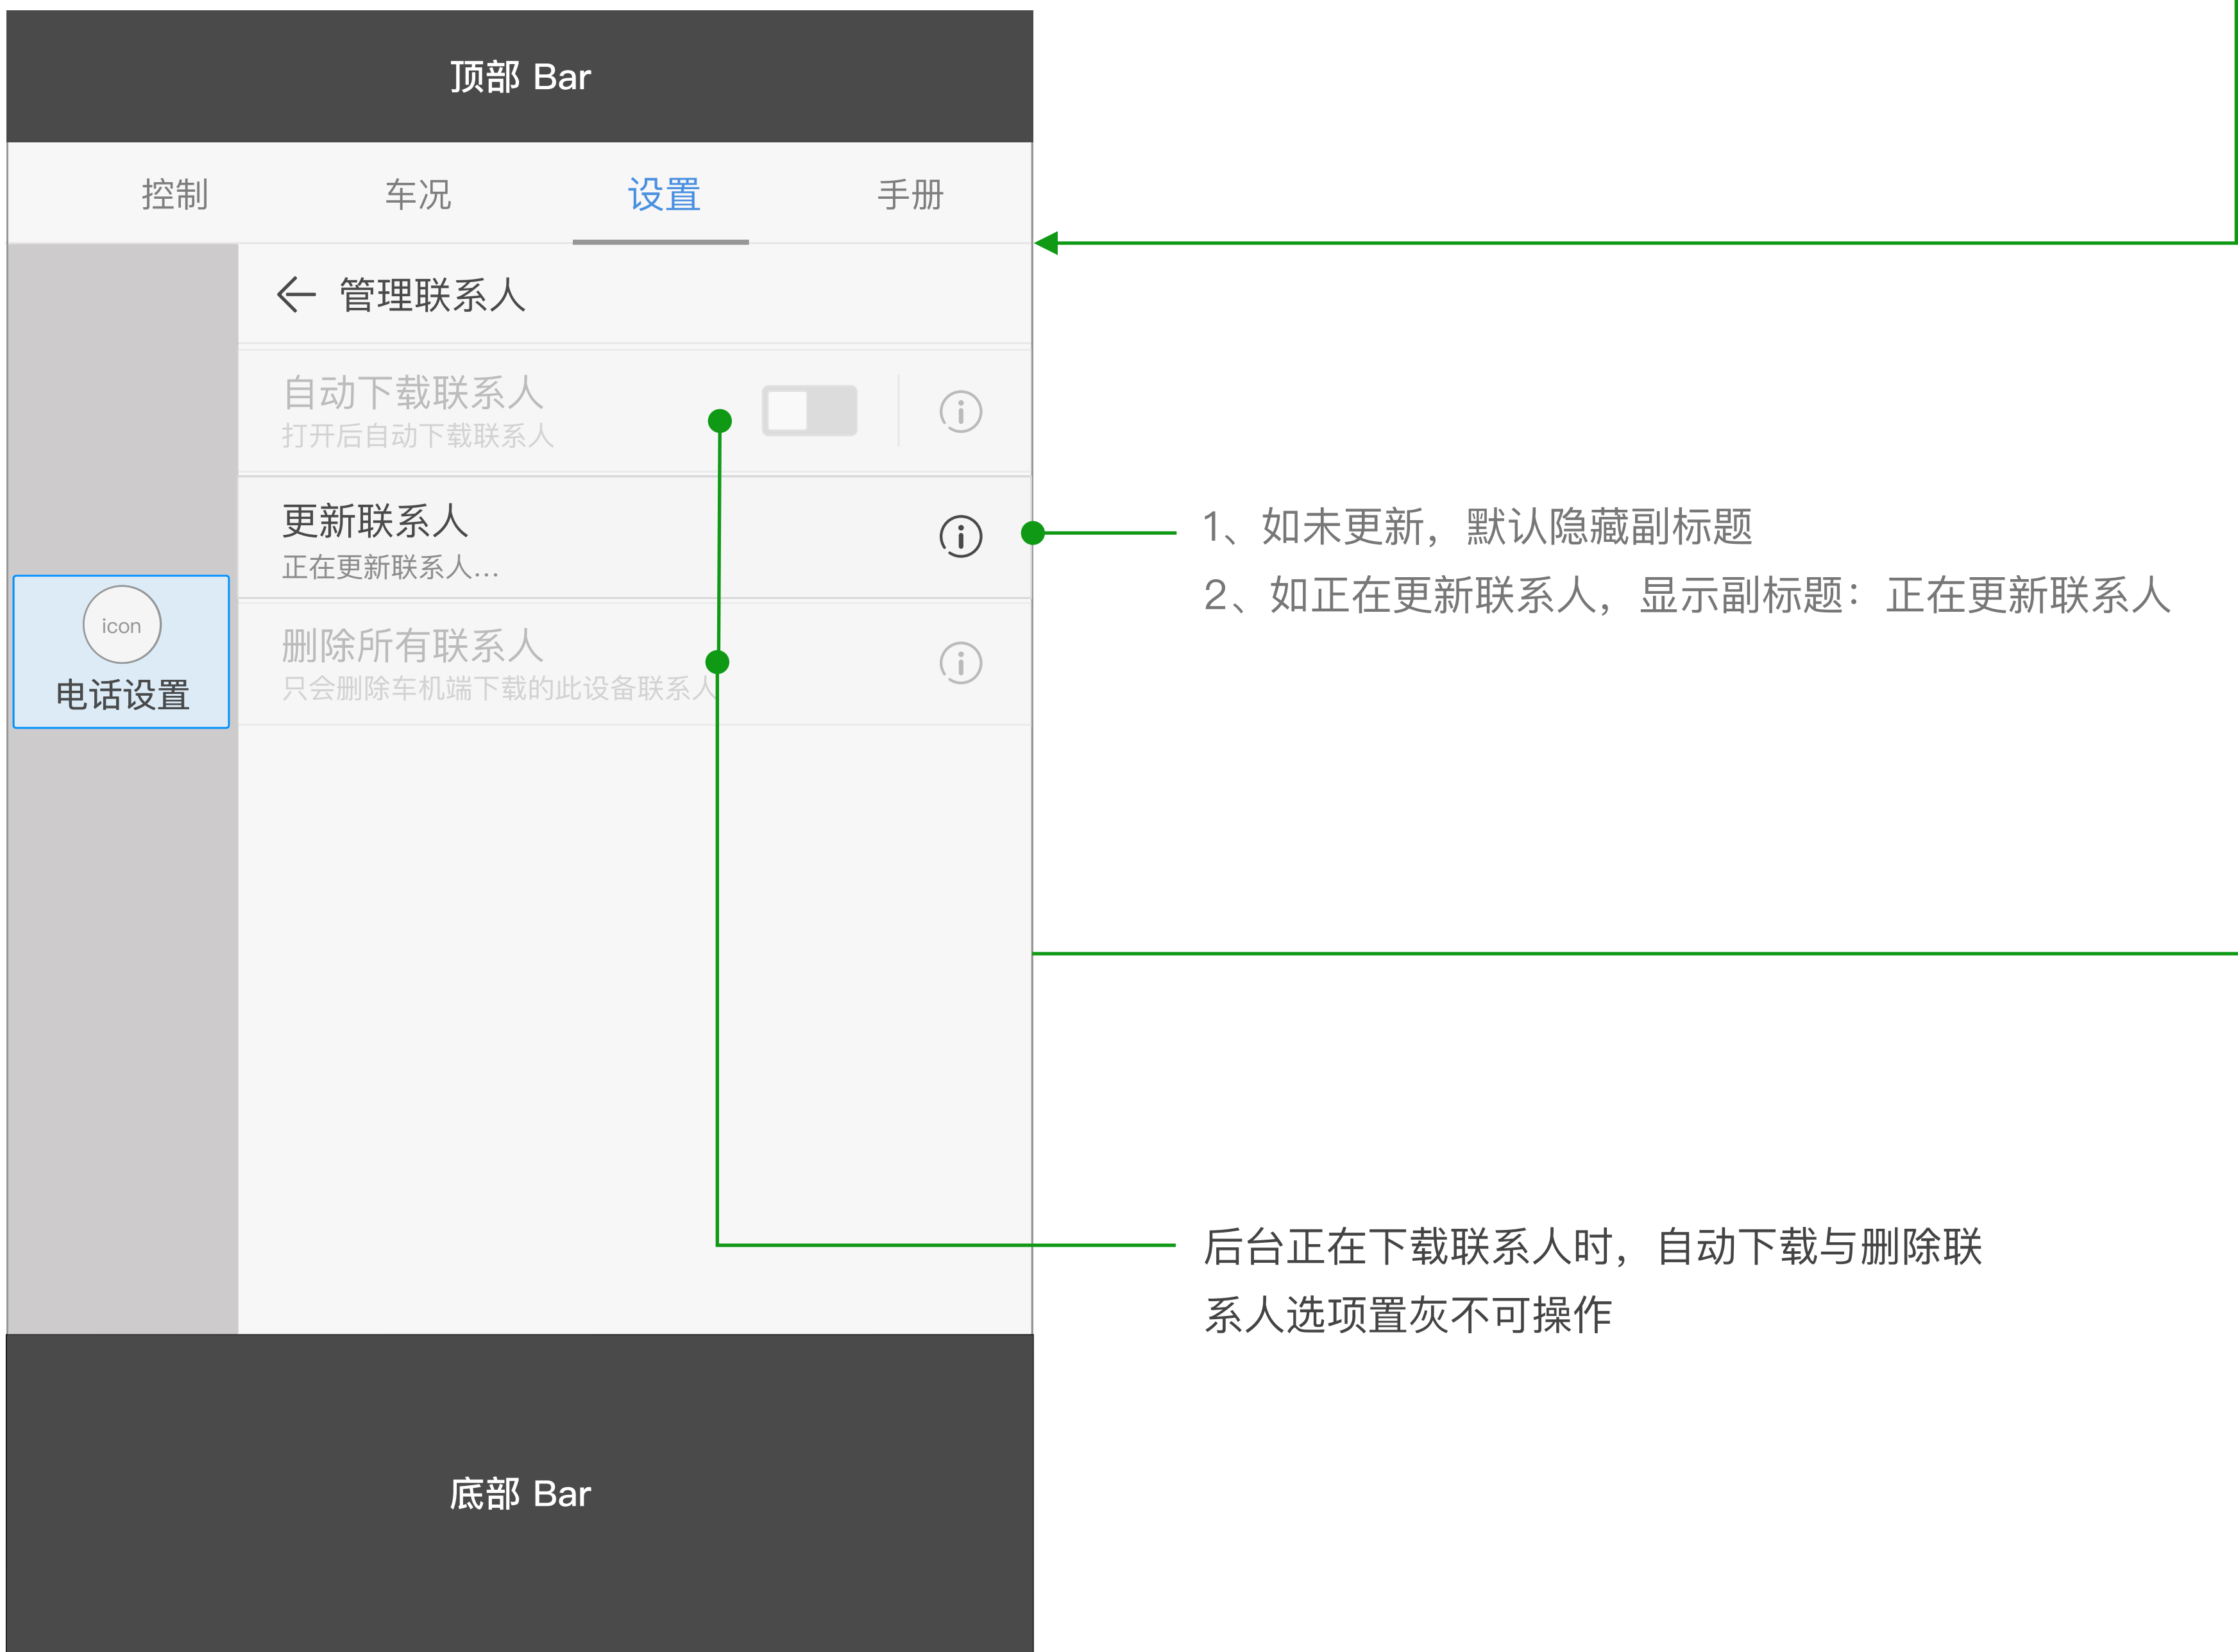 顶部 Bar
控制 车况 设置 手册
管理联系人
自动下载联系人
打开后自动下载联系人
更新联系人
正在更新联系人...
1、如未更新，默认隐藏副标题
2、如正在更新联系人，显示副标题：正在更新联系人
icon
电话设置
删除所有联系人
只会删除车机端下载的此设备联系人
后台正在下载联系人时，自动下载与删除联
系人选项置灰不可操作
底部 Bar